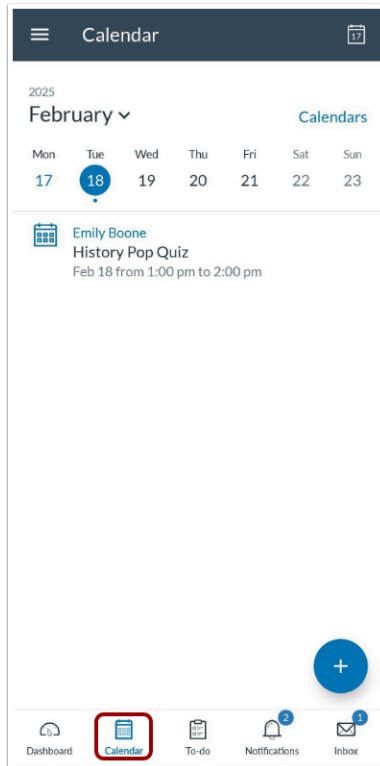 Calendar
17
2025
February
Calendars
Mon Tue Wed Thu Fri Sat Sun
17 18 19 20 21 22 23
Emily Boone
History Pop Quiz
Feb 18 from 1:00 pm to 2:00 pm
+
2 1
Dashboard Calendar To-do Notifications Inbox